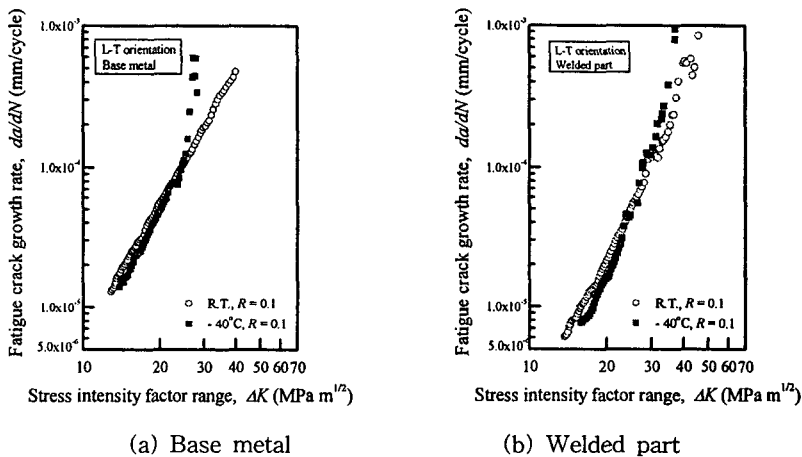 1.0x10⁻³
L-T orientation
Base metal
1.0x10⁻⁴
1.0x10⁻⁵
5.0x10⁻⁶
Fatigue crack growth rate, da/dN (mm/cycle)
R.T., R = 0.1
- 40°C, R = 0.1
10 20 30 40 50 60 70
Stress intensity factor range, ΔK (MPa m^1/2)
(a) Base metal
1.0x10⁻³
L-T orientation
Welded part
1.0x10⁻⁴
1.0x10⁻⁵
5.0x10⁻⁶
Fatigue crack growth rate, da/dN (mm/cycle)
R.T., R = 0.1
- 40°C, R = 0.1
10 20 30 40 50 60 70
Stress intensity factor range, ΔK (MPa m^1/2)
(b) Welded part